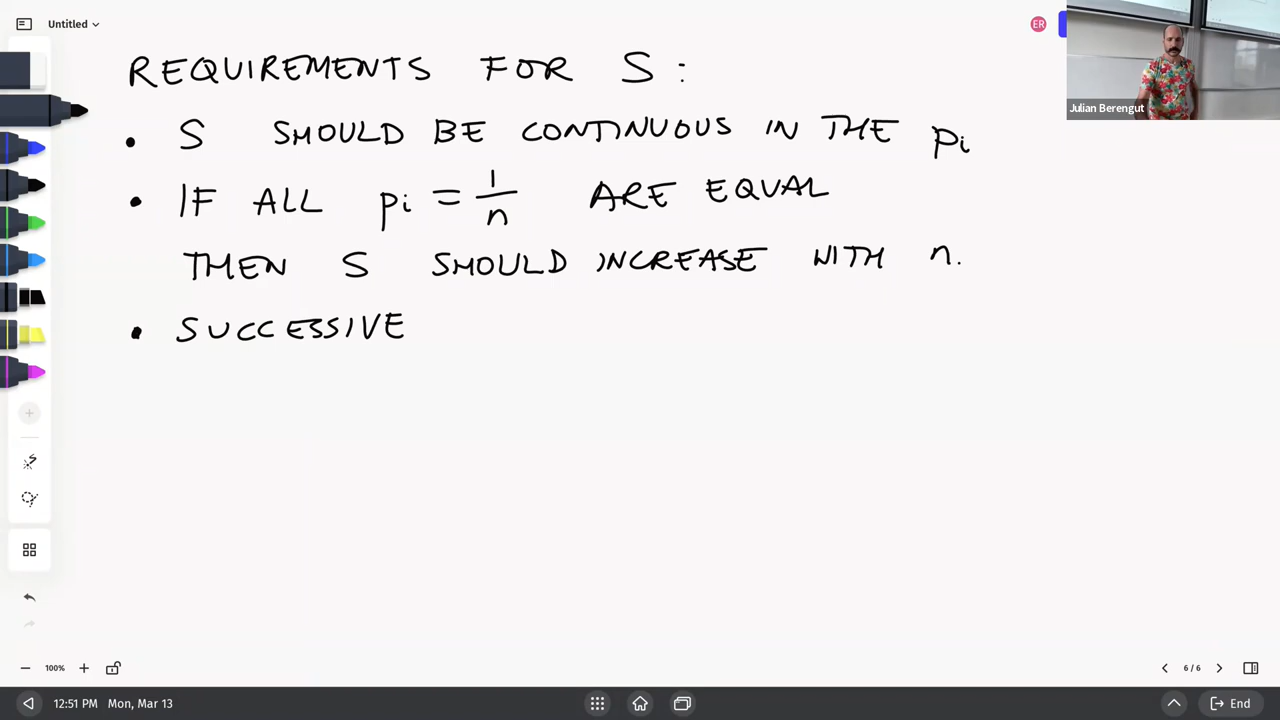 Untitled
ER
Julian Berengut
REQUIREMENTS FOR S:
• S SHOULD BE CONTINUOUS IN THE pi
• IF ALL pi = 1/n ARE EQUAL
THEN S SHOULD INCREASE WITH n.
• SUCCESSIVE
100%
6 / 6
12:51 PM Mon, Mar 13
End